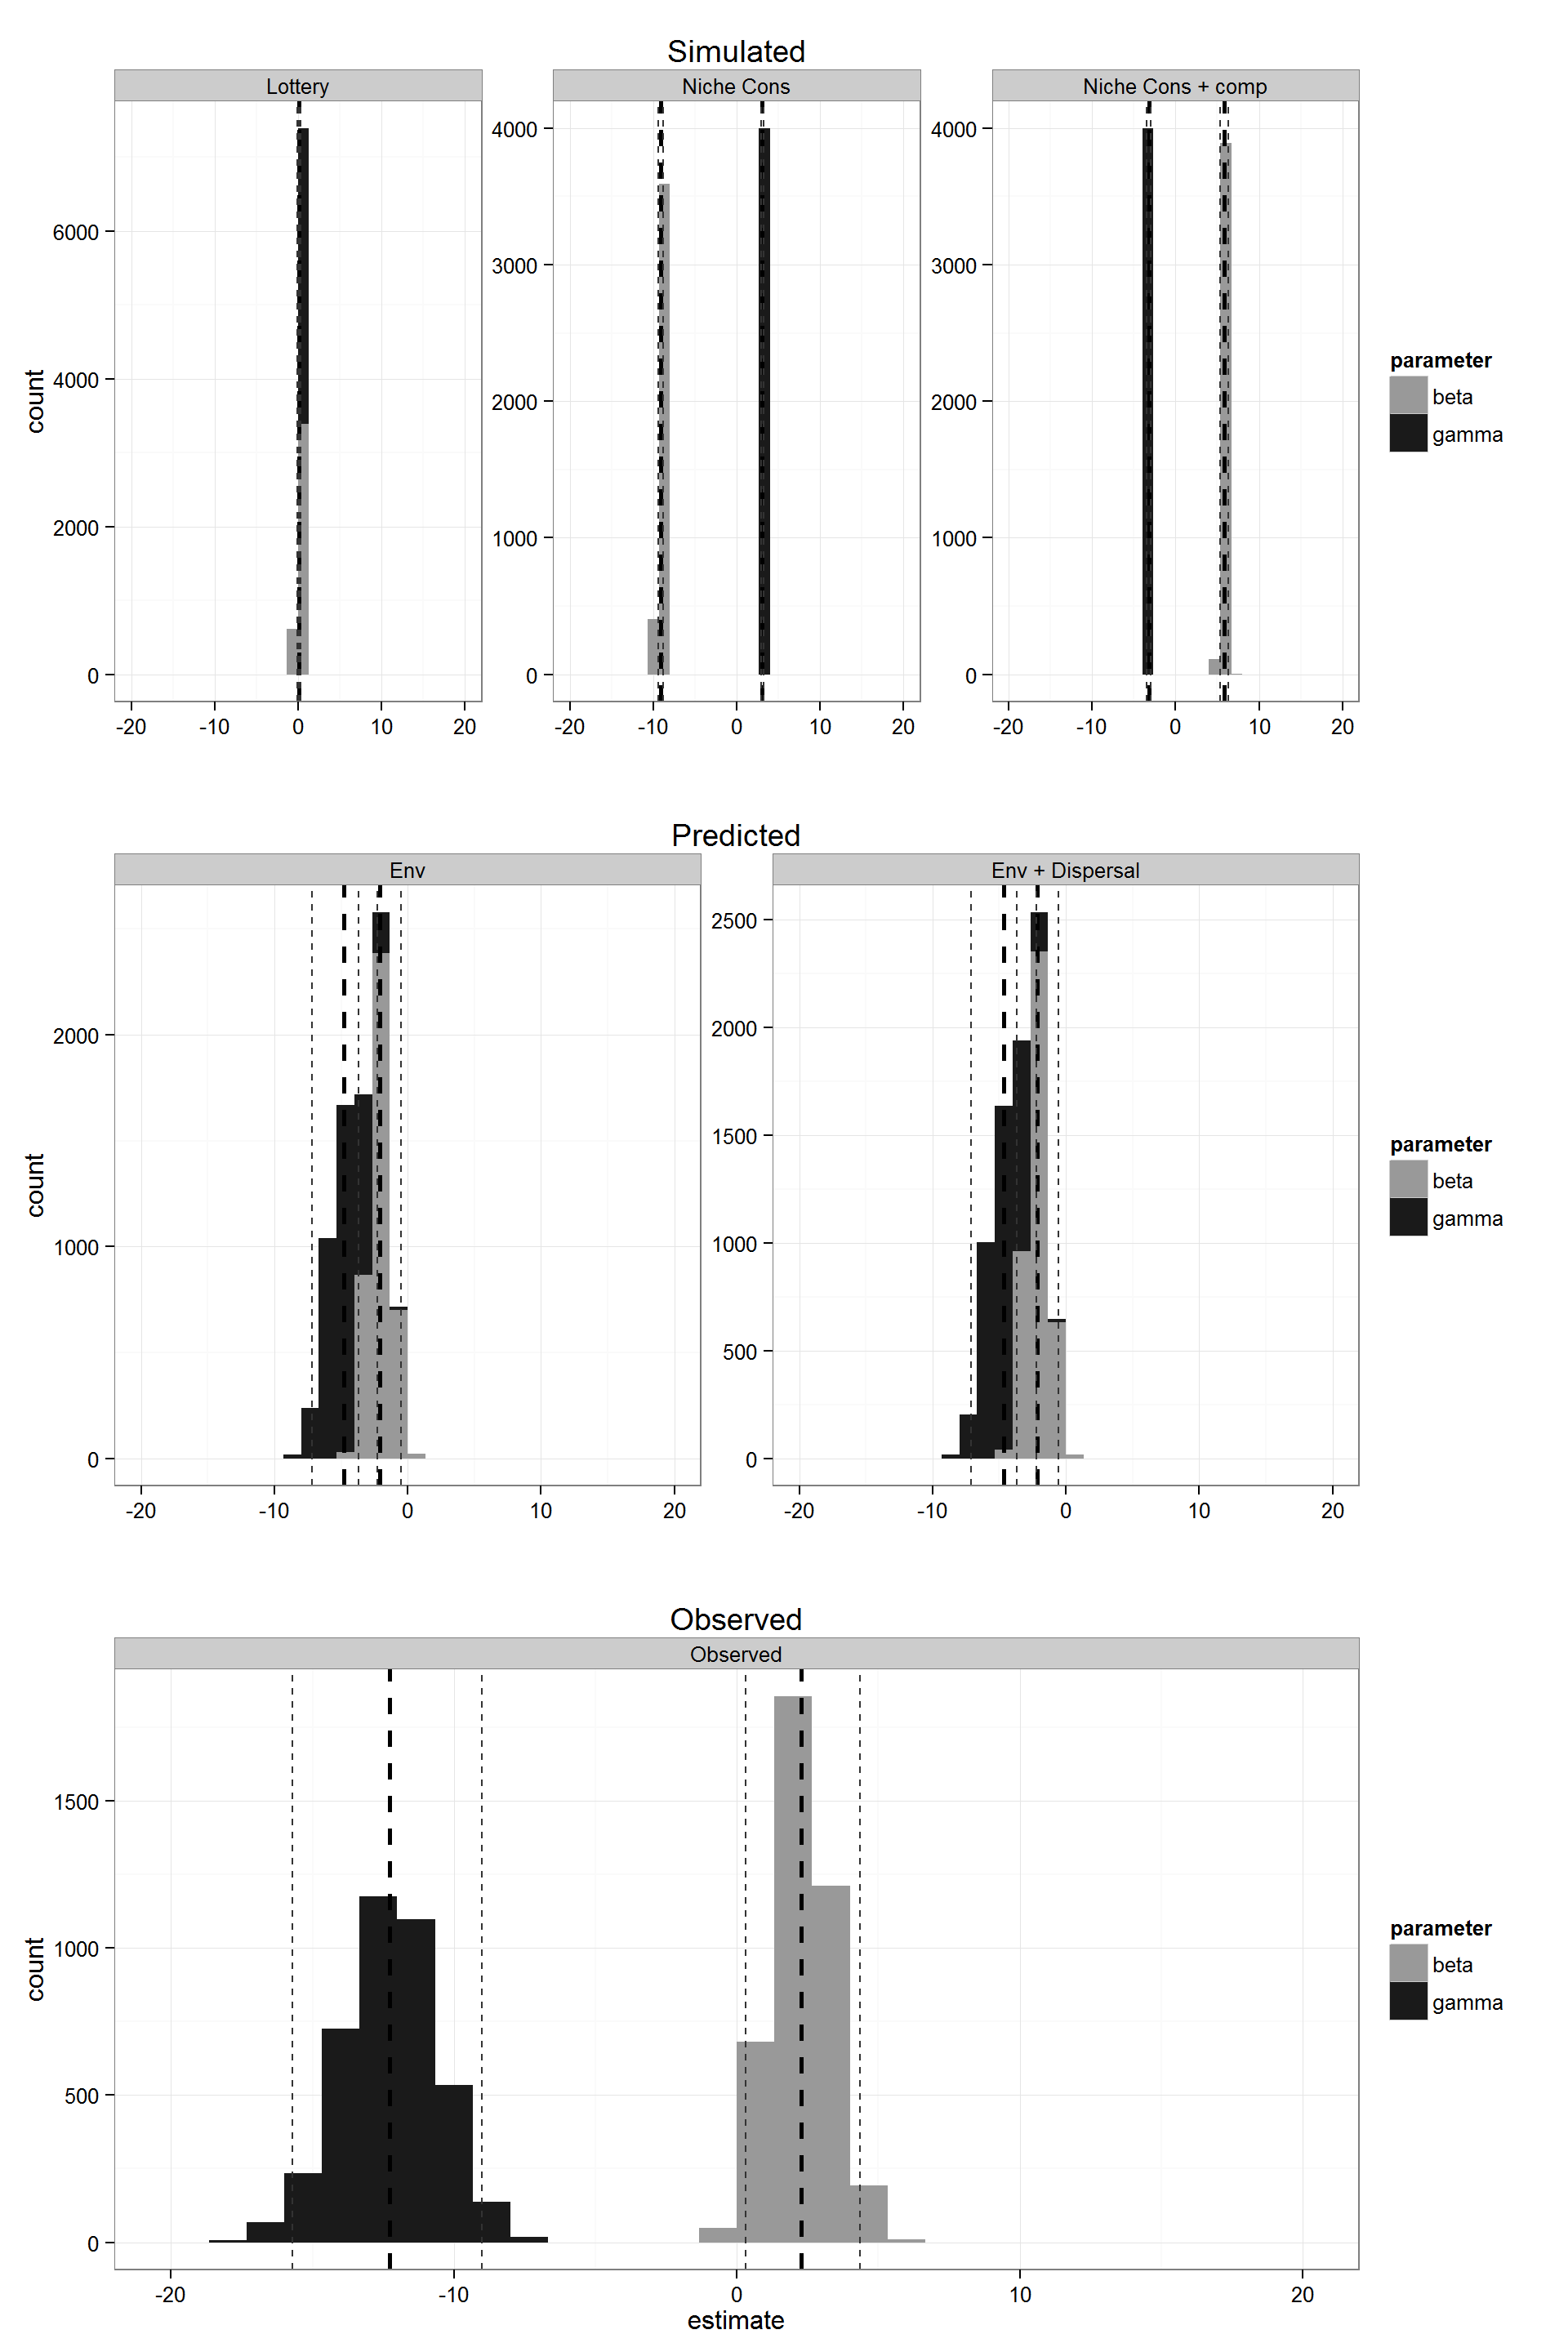 Simulated
Lottery Niche Cons Niche Cons + comp
count
6000
4000
2000
0
4000
3000
2000
1000
0
4000
3000
2000
1000
0
-20 -10 0 10 20 -20 -10 0 10 20 -20 -10 0 10 20
parameter
beta
gamma
Predicted
Env Env + Dispersal
count
2000
1000
0
2500
2000
1500
1000
500
0
-20 -10 0 10 20 -20 -10 0 10 20
parameter
beta
gamma
Observed
Observed
count
1500
1000
500
0
-20 -10 0 10 20
estimate
parameter
beta
gamma